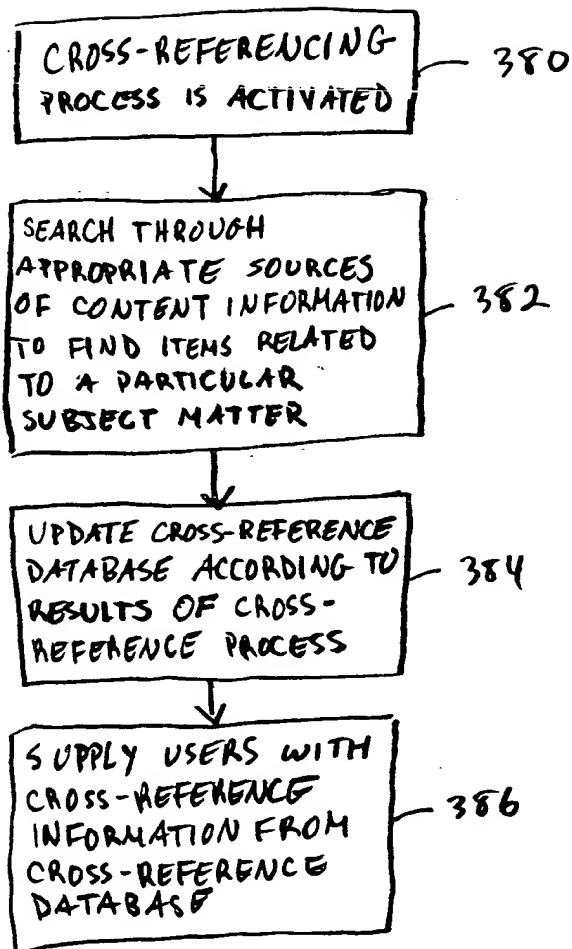 CROSS-REFERENCING
PROCESS IS ACTIVATED
380
SEARCH THROUGH
APPROPRIATE SOURCES
OF CONTENT INFORMATION
TO FIND ITEMS RELATED
TO A PARTICULAR
SUBJECT MATTER
382
UPDATE CROSS-REFERENCE
DATABASE ACCORDING TO
RESULTS OF CROSS-
REFERENCE PROCESS
384
SUPPLY USERS WITH
CROSS-REFERENCE
INFORMATION FROM
CROSS-REFERENCE
DATABASE
386